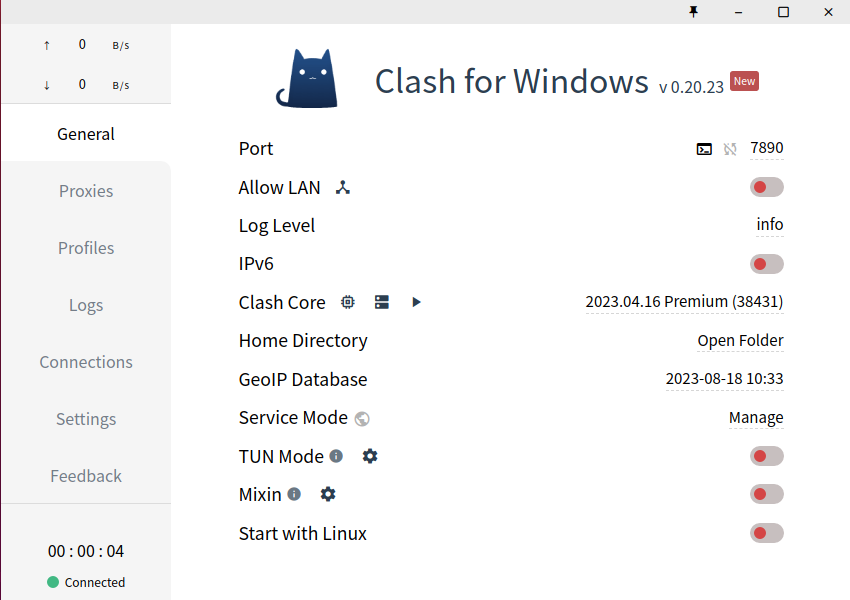 ↑ 0 B/s
↓ 0 B/s
General
Proxies
Profiles
Logs
Connections
Settings
Feedback
00 : 00 : 04
Connected
Clash for Windows v 0.20.23 New
Port 7890
Allow LAN
Log Level info
IPv6
Clash Core 2023.04.16 Premium (38431)
Home Directory Open Folder
GeoIP Database 2023-08-18 10:33
Service Mode Manage
TUN Mode
Mixin
Start with Linux